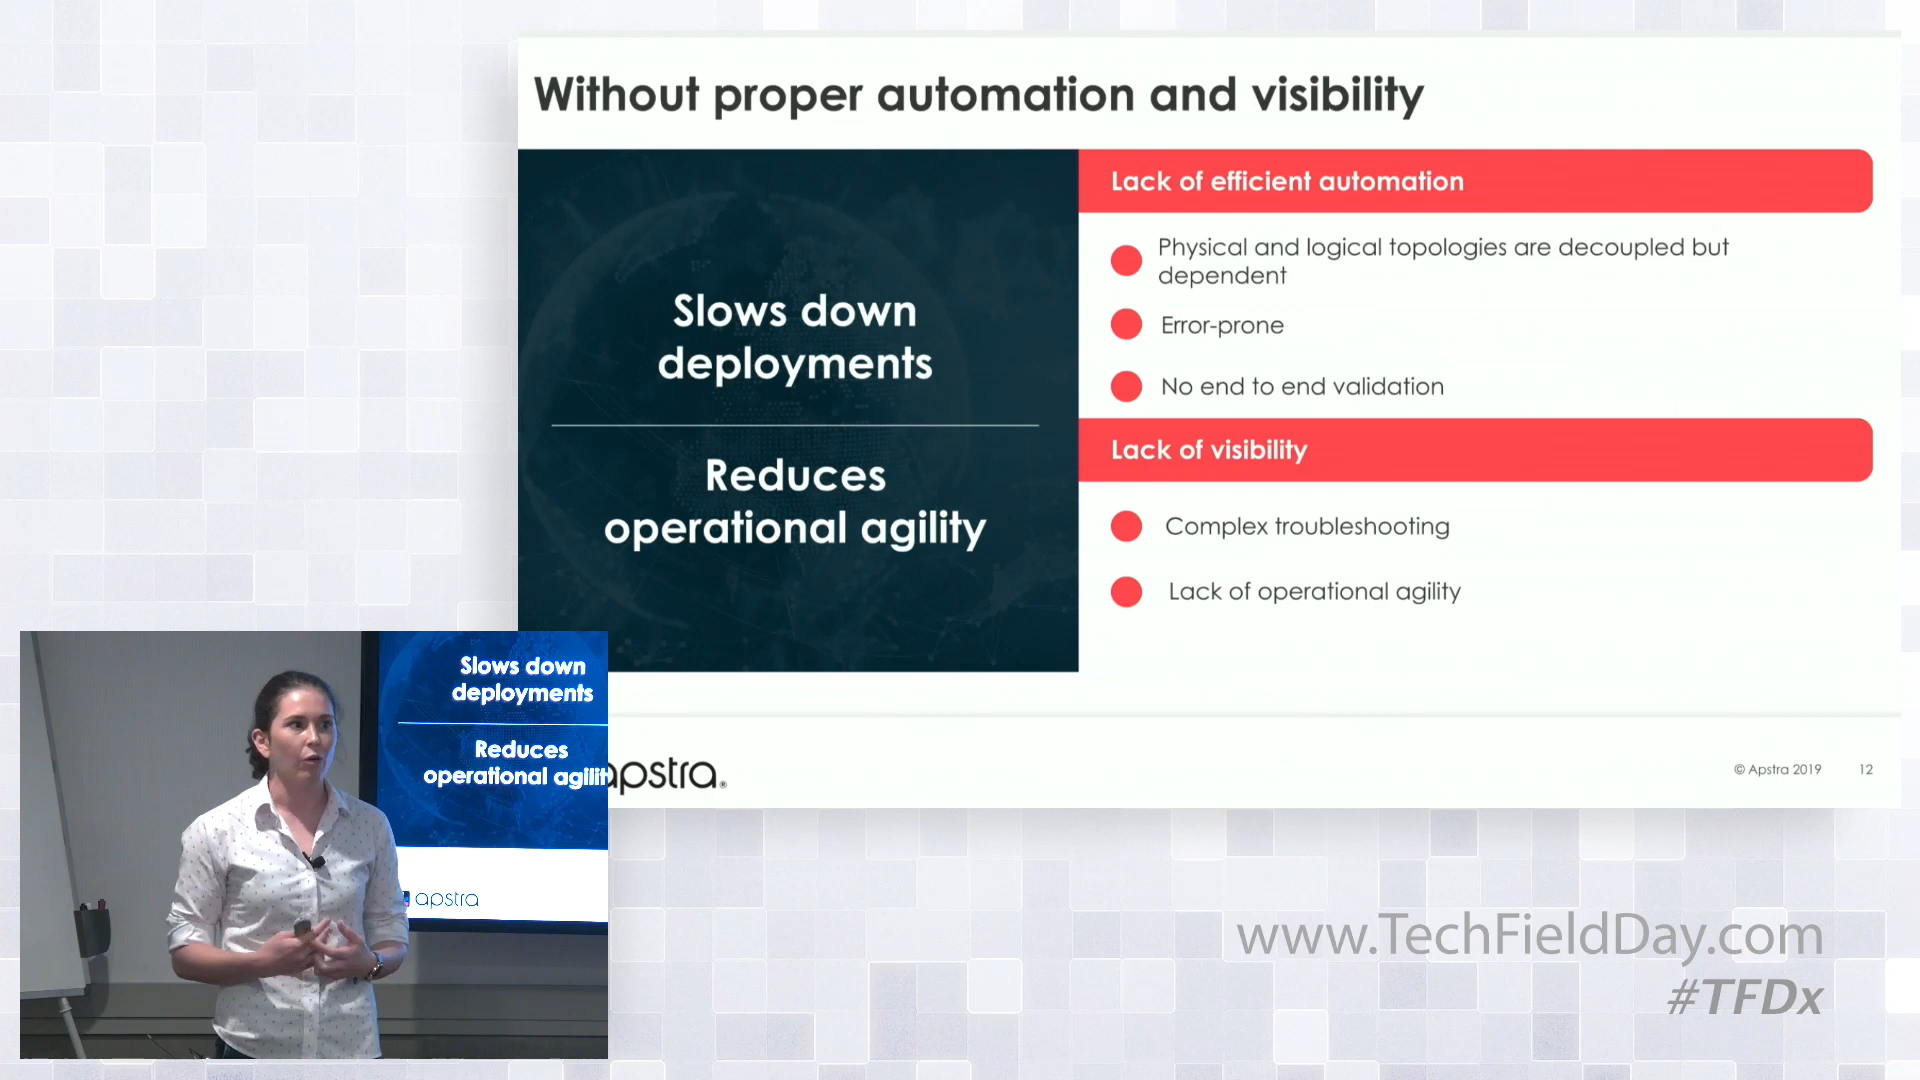 Without proper automation and visibility
Slows down
deployments
Reduces
operational agility
Lack of efficient automation
Physical and logical topologies are decoupled but
dependent
Error-prone
No end to end validation
Lack of visibility
Complex troubleshooting
Lack of operational agility
apstra®
© Apstra 2019
12
Slows down
deployments
Reduces
operational agilit
apstra
www.TechFieldDay.com
#TFDx